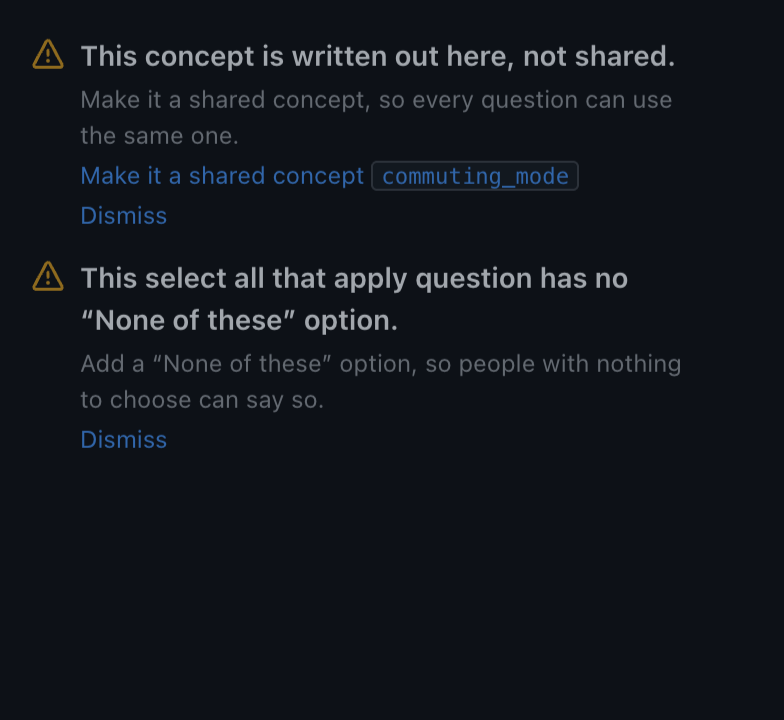 This concept is written out here, not shared.
Make it a shared concept, so every question can use
the same one.
Make it a shared concept commuting_mode
Dismiss
This select all that apply question has no
“None of these” option.
Add a “None of these” option, so people with nothing
to choose can say so.
Dismiss